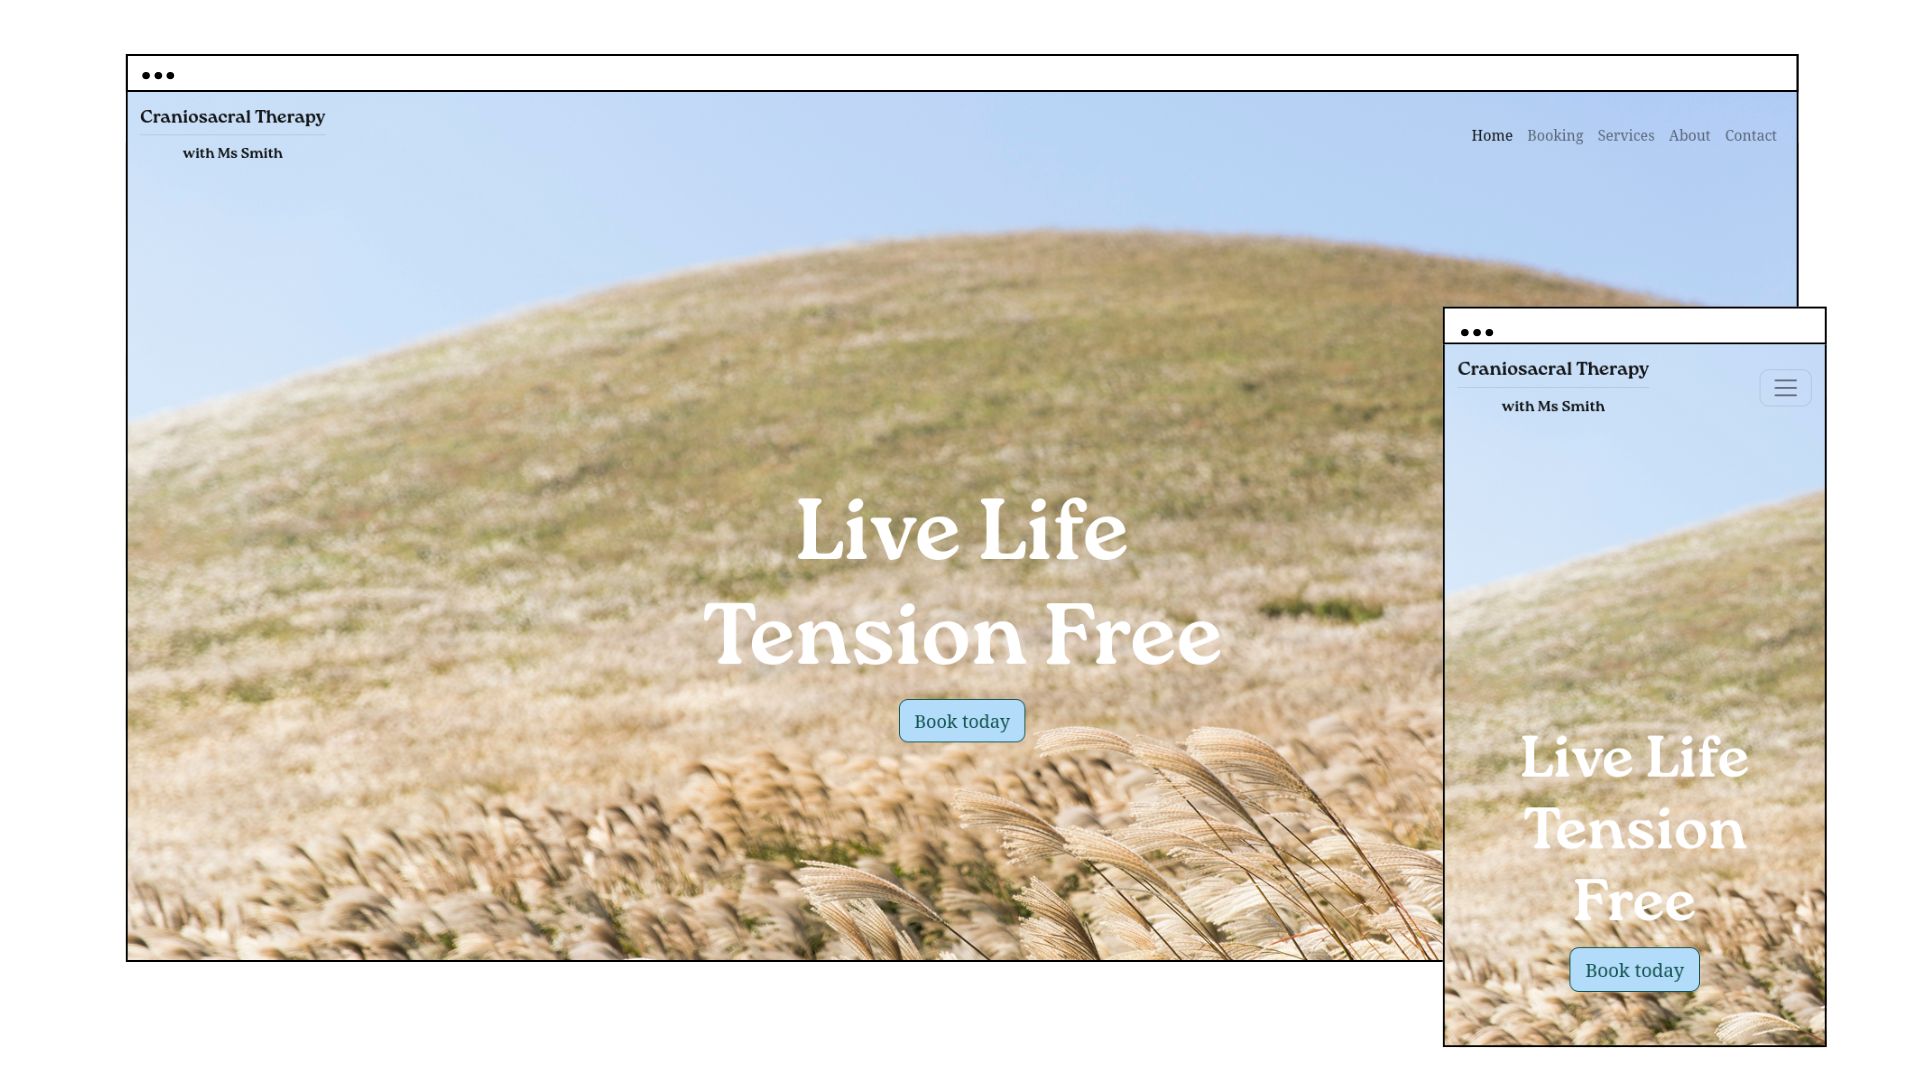 Craniosacral Therapy
with Ms Smith
Home Booking Services About Contact
Live Life
Tension Free
Book today
Craniosacral Therapy
with Ms Smith
Live Life
Tension
Free
Book today